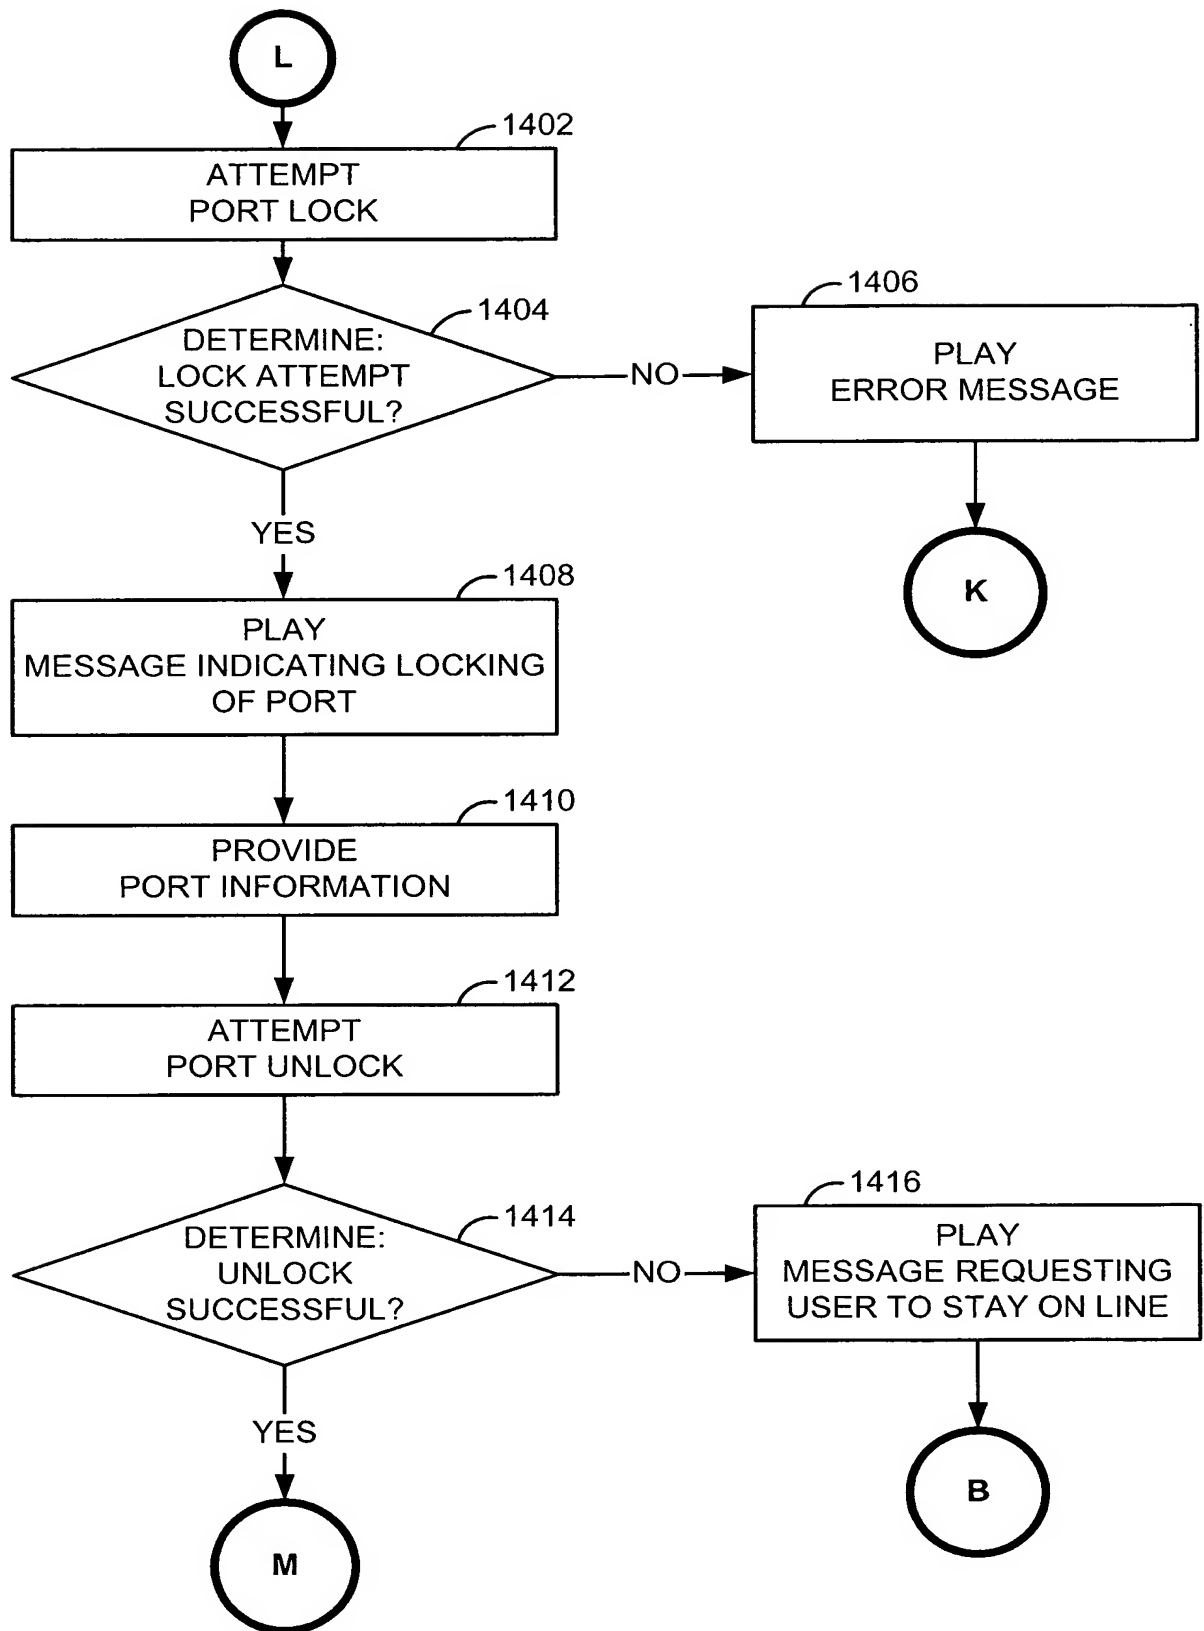 L
1402
ATTEMPT
PORT LOCK
1404
DETERMINE:
LOCK ATTEMPT
SUCCESSFUL?
NO
1406
PLAY
ERROR MESSAGE
K
YES
1408
PLAY
MESSAGE INDICATING LOCKING
OF PORT
1410
PROVIDE
PORT INFORMATION
1412
ATTEMPT
PORT UNLOCK
1414
DETERMINE:
UNLOCK
SUCCESSFUL?
NO
1416
PLAY
MESSAGE REQUESTING
USER TO STAY ON LINE
B
YES
M